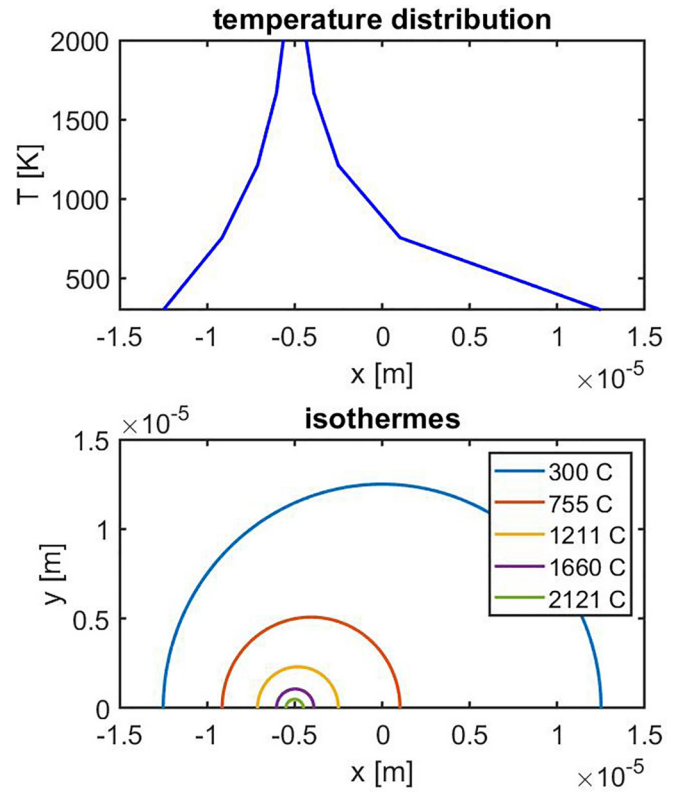 temperature distribution
2000
1500
1000
500
T [K]
-1.5 -1 -0.5 0 0.5 1 1.5
x [m] ×10-5
isothermes
×10-5
1.5
1
0.5
0
y [m]
300 C
755 C
1211 C
1660 C
2121 C
-1.5 -1 -0.5 0 0.5 1 1.5
x [m] ×10-5